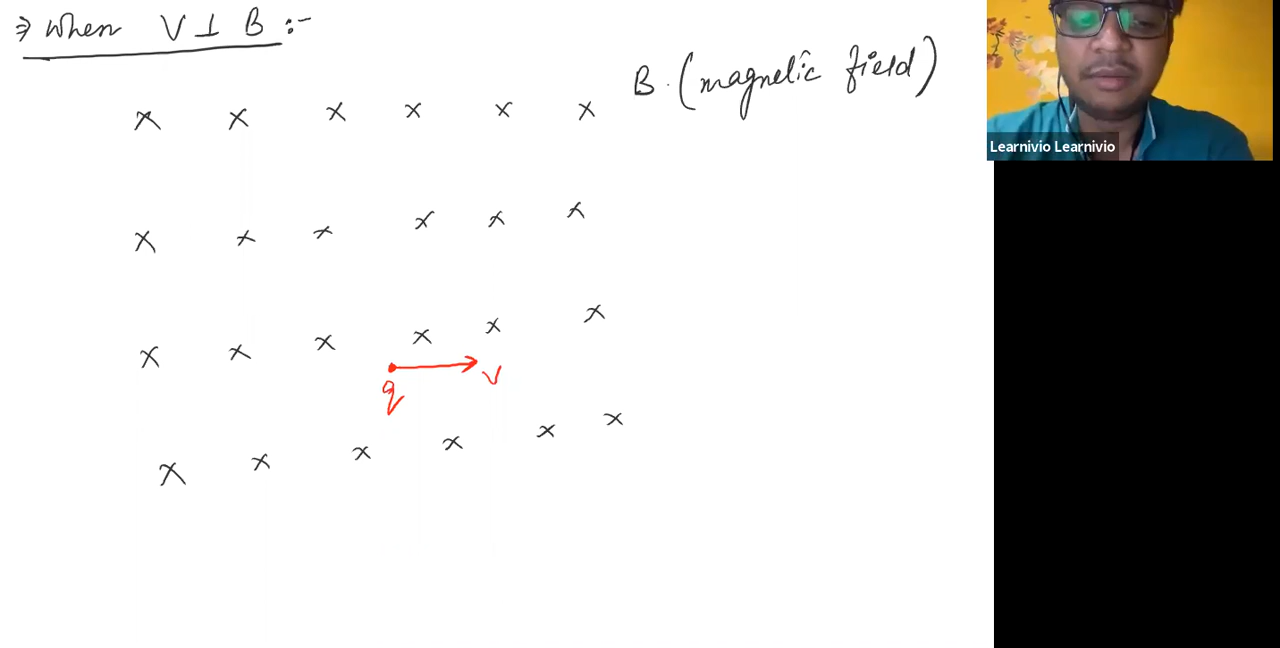 ⇒ When V ⊥ B :-
B. (magnetic field)
Learnivio Learnivio
x x x x x x
x x x x x x
x x x x x x
q v
x x x x x x